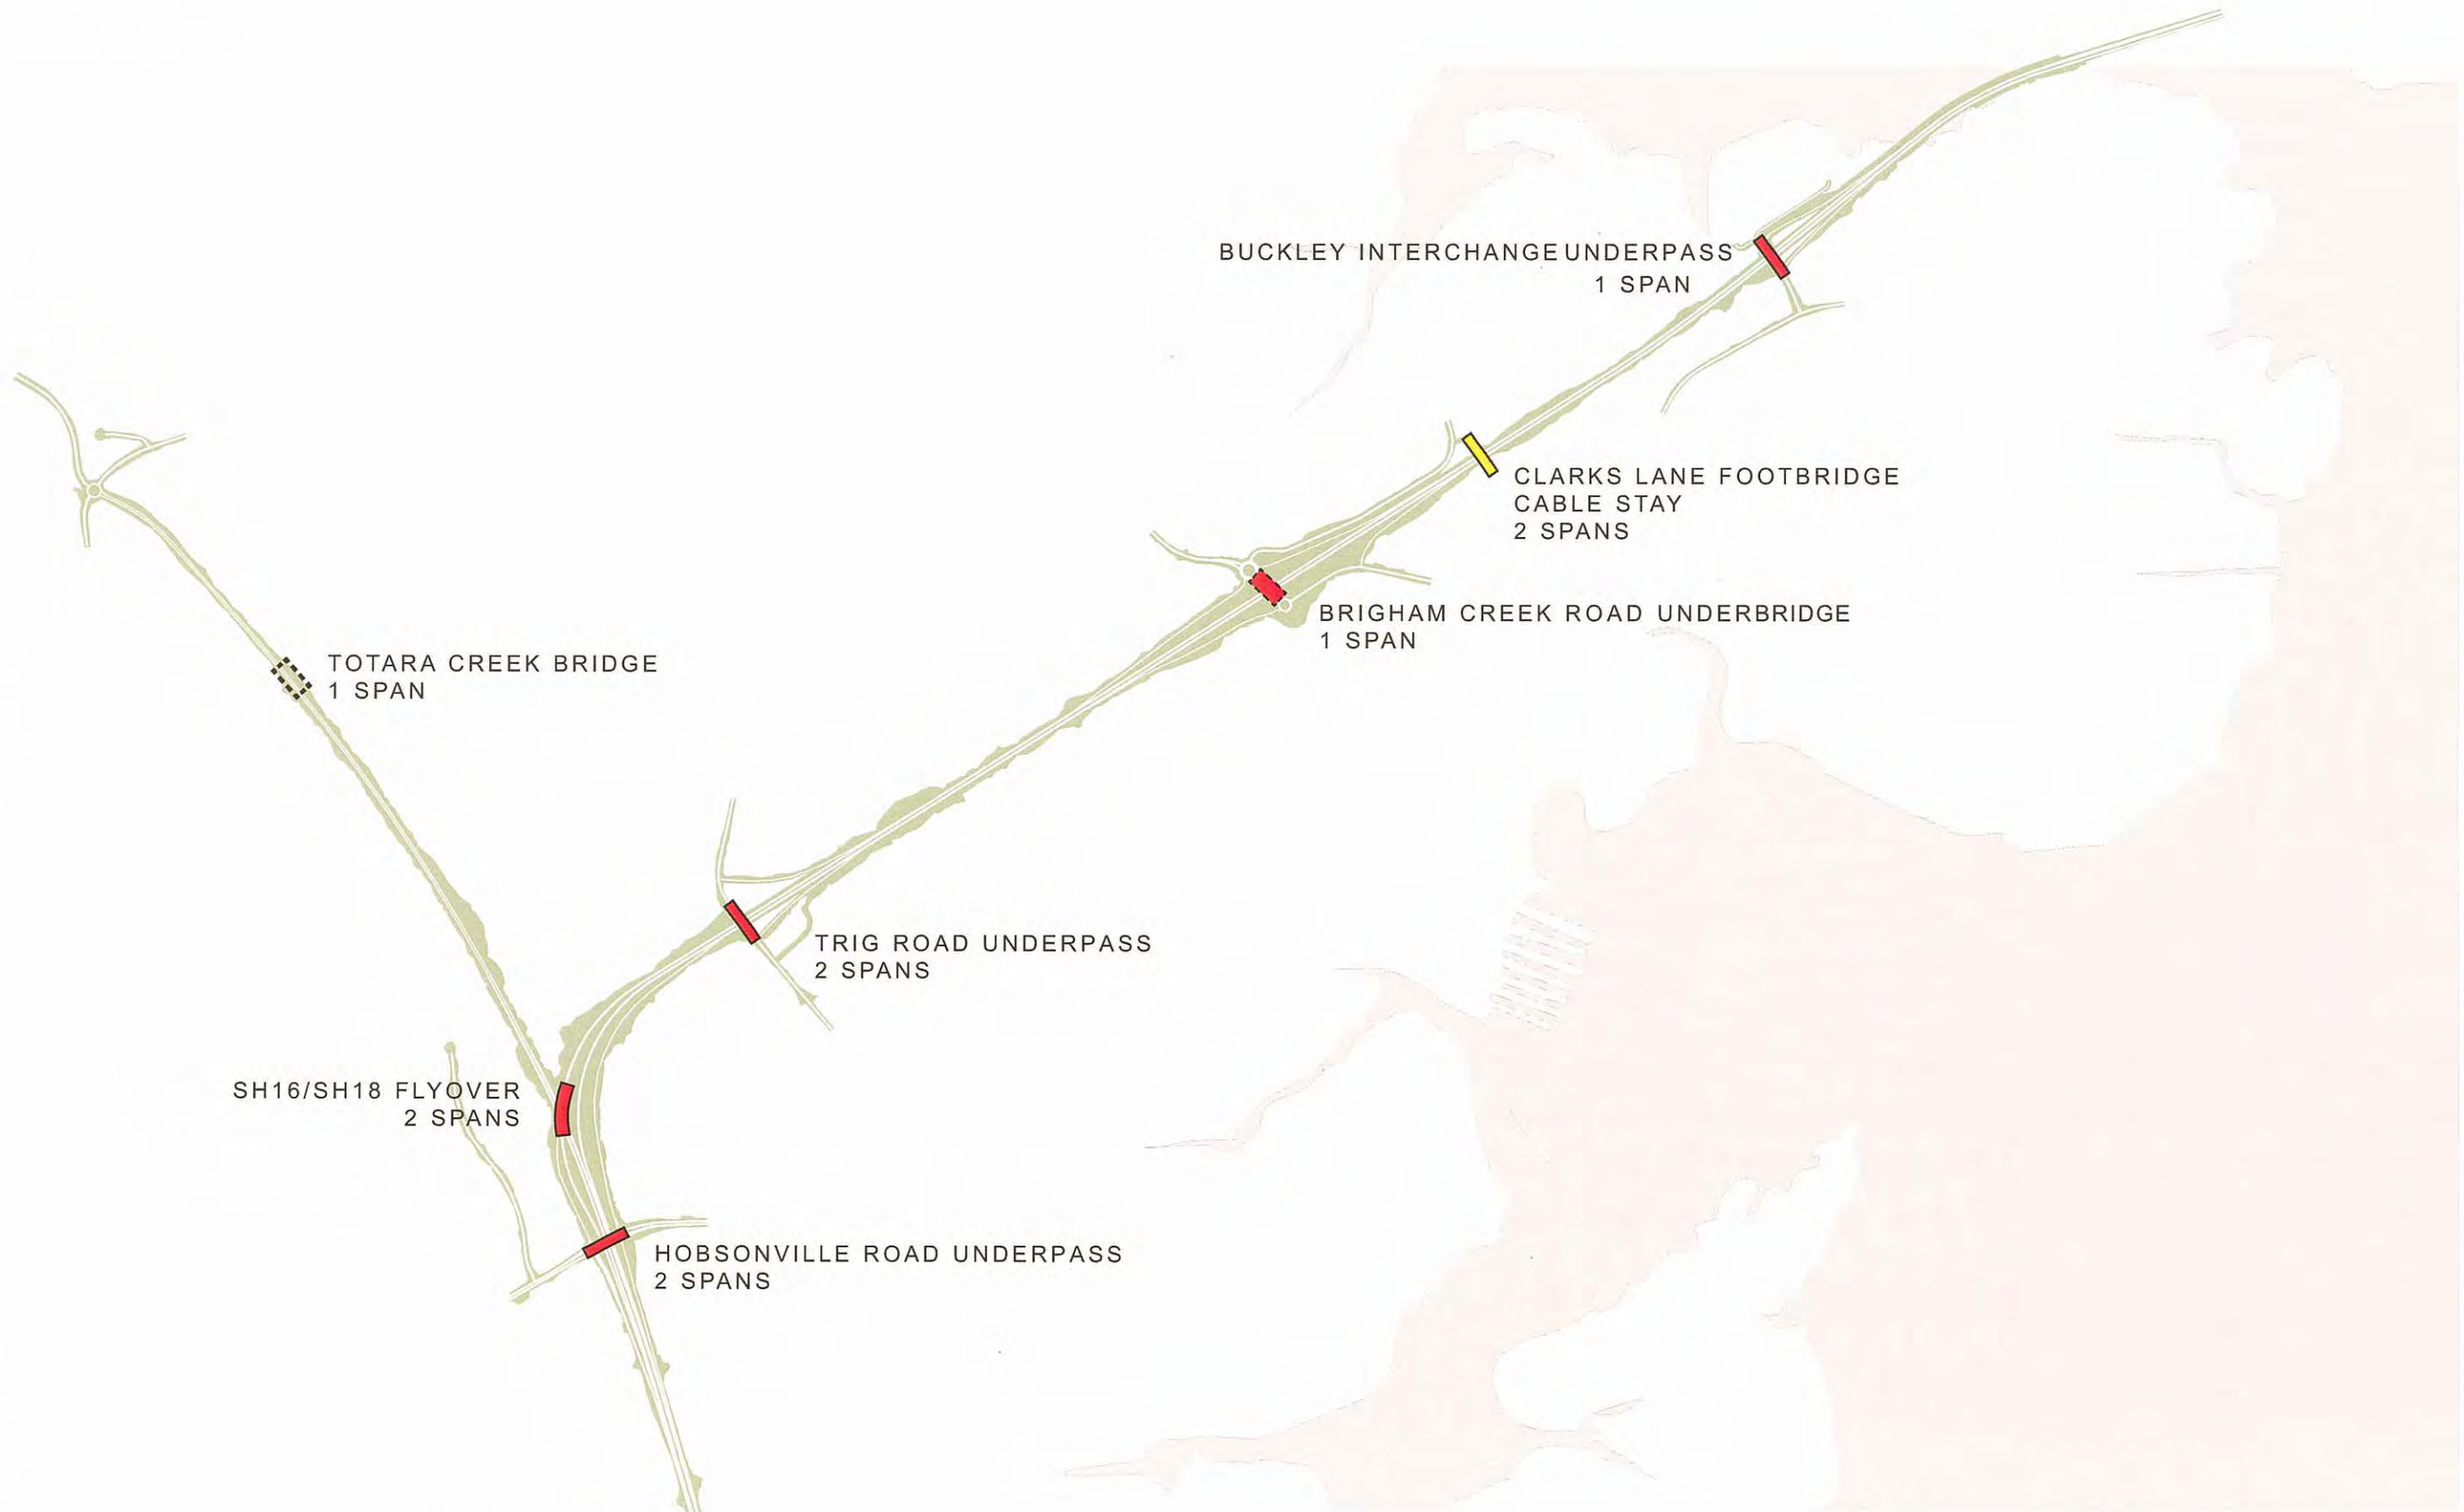 BUCKLEY INTERCHANGE UNDERPASS
1 SPAN
CLARKS LANE FOOTBRIDGE
CABLE STAY
2 SPANS
BRIGHAM CREEK ROAD UNDERBRIDGE
1 SPAN
TOTARA CREEK BRIDGE
1 SPAN
TRIG ROAD UNDERPASS
2 SPANS
SH16/SH18 FLYOVER
2 SPANS
HOBSONVILLE ROAD UNDERPASS
2 SPANS